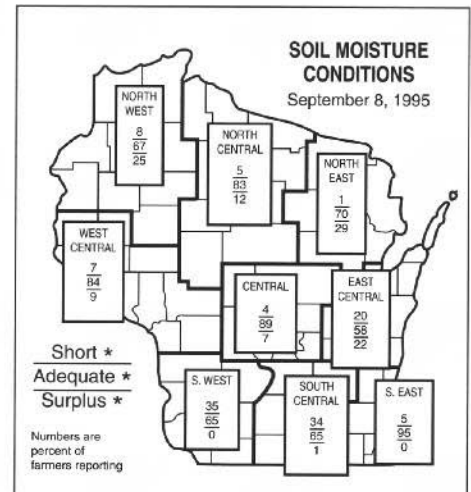 SOIL MOISTURE
CONDITIONS
September 8, 1995
NORTH
WEST
8
67
25
NORTH
CENTRAL
5
83
12
NORTH
EAST
1
70
29
WEST
CENTRAL
7
84
9
CENTRAL
4
89
7
EAST
CENTRAL
20
58
22
Short *
Adequate *
Surplus *
Numbers are
percent of
farmers reporting
S. WEST
35
65
0
SOUTH
CENTRAL
34
65
1
S. EAST
5
95
0